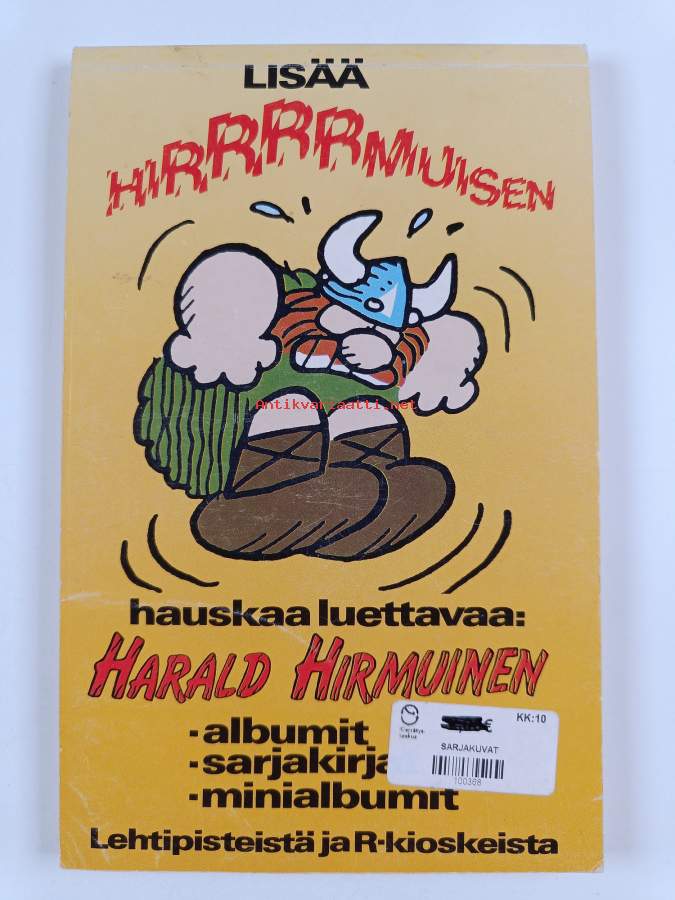 LISÄÄ
HIRRRRMUISEN
Antikvariaatti.net
hauskaa luettavaa:
HARALD HIRMUINEN
• albumit
• sarjakirja
• minialbumit
Lehtipisteistä ja R-kioskeista
KK:10
€
SARJAKUVAT
100368